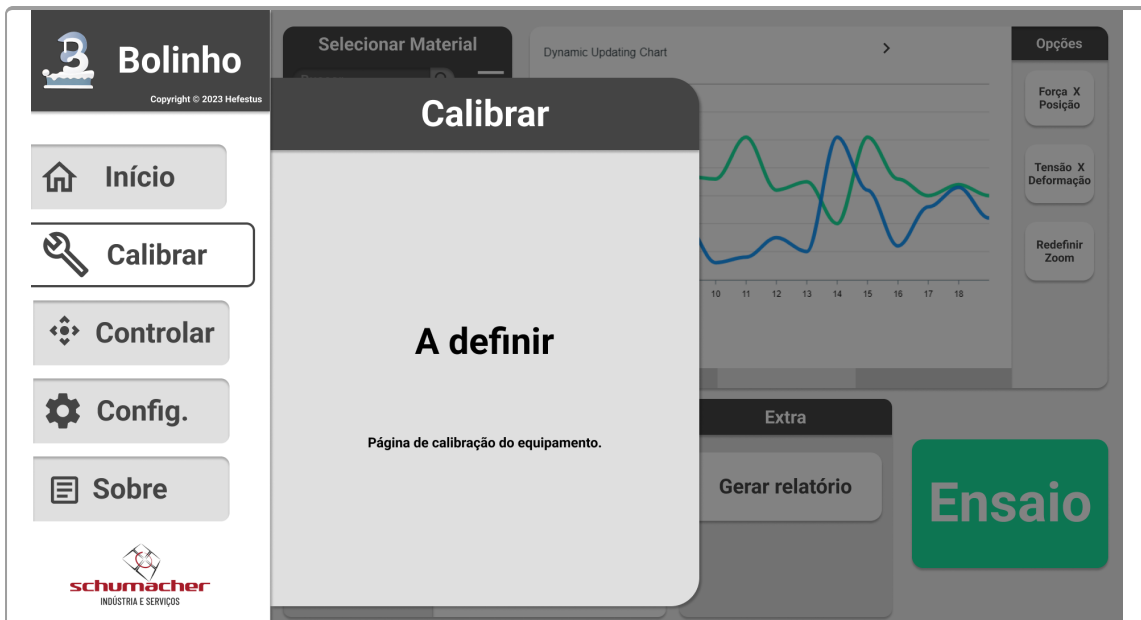 Bolinho
Copyright © 2023 Hefestus
Início
Calibrar
Controlar
Config.
Sobre
schumacher
INDÚSTRIA E SERVIÇOS
Selecionar Material
Calibrar
A definir
Página de calibração do equipamento.
Dynamic Updating Chart
10 11 12 13 14 15 16 17 18
Opções
Força X
Posição
Tensão X
Deformação
Redefinir
Zoom
Extra
Gerar relatório
Ensaio